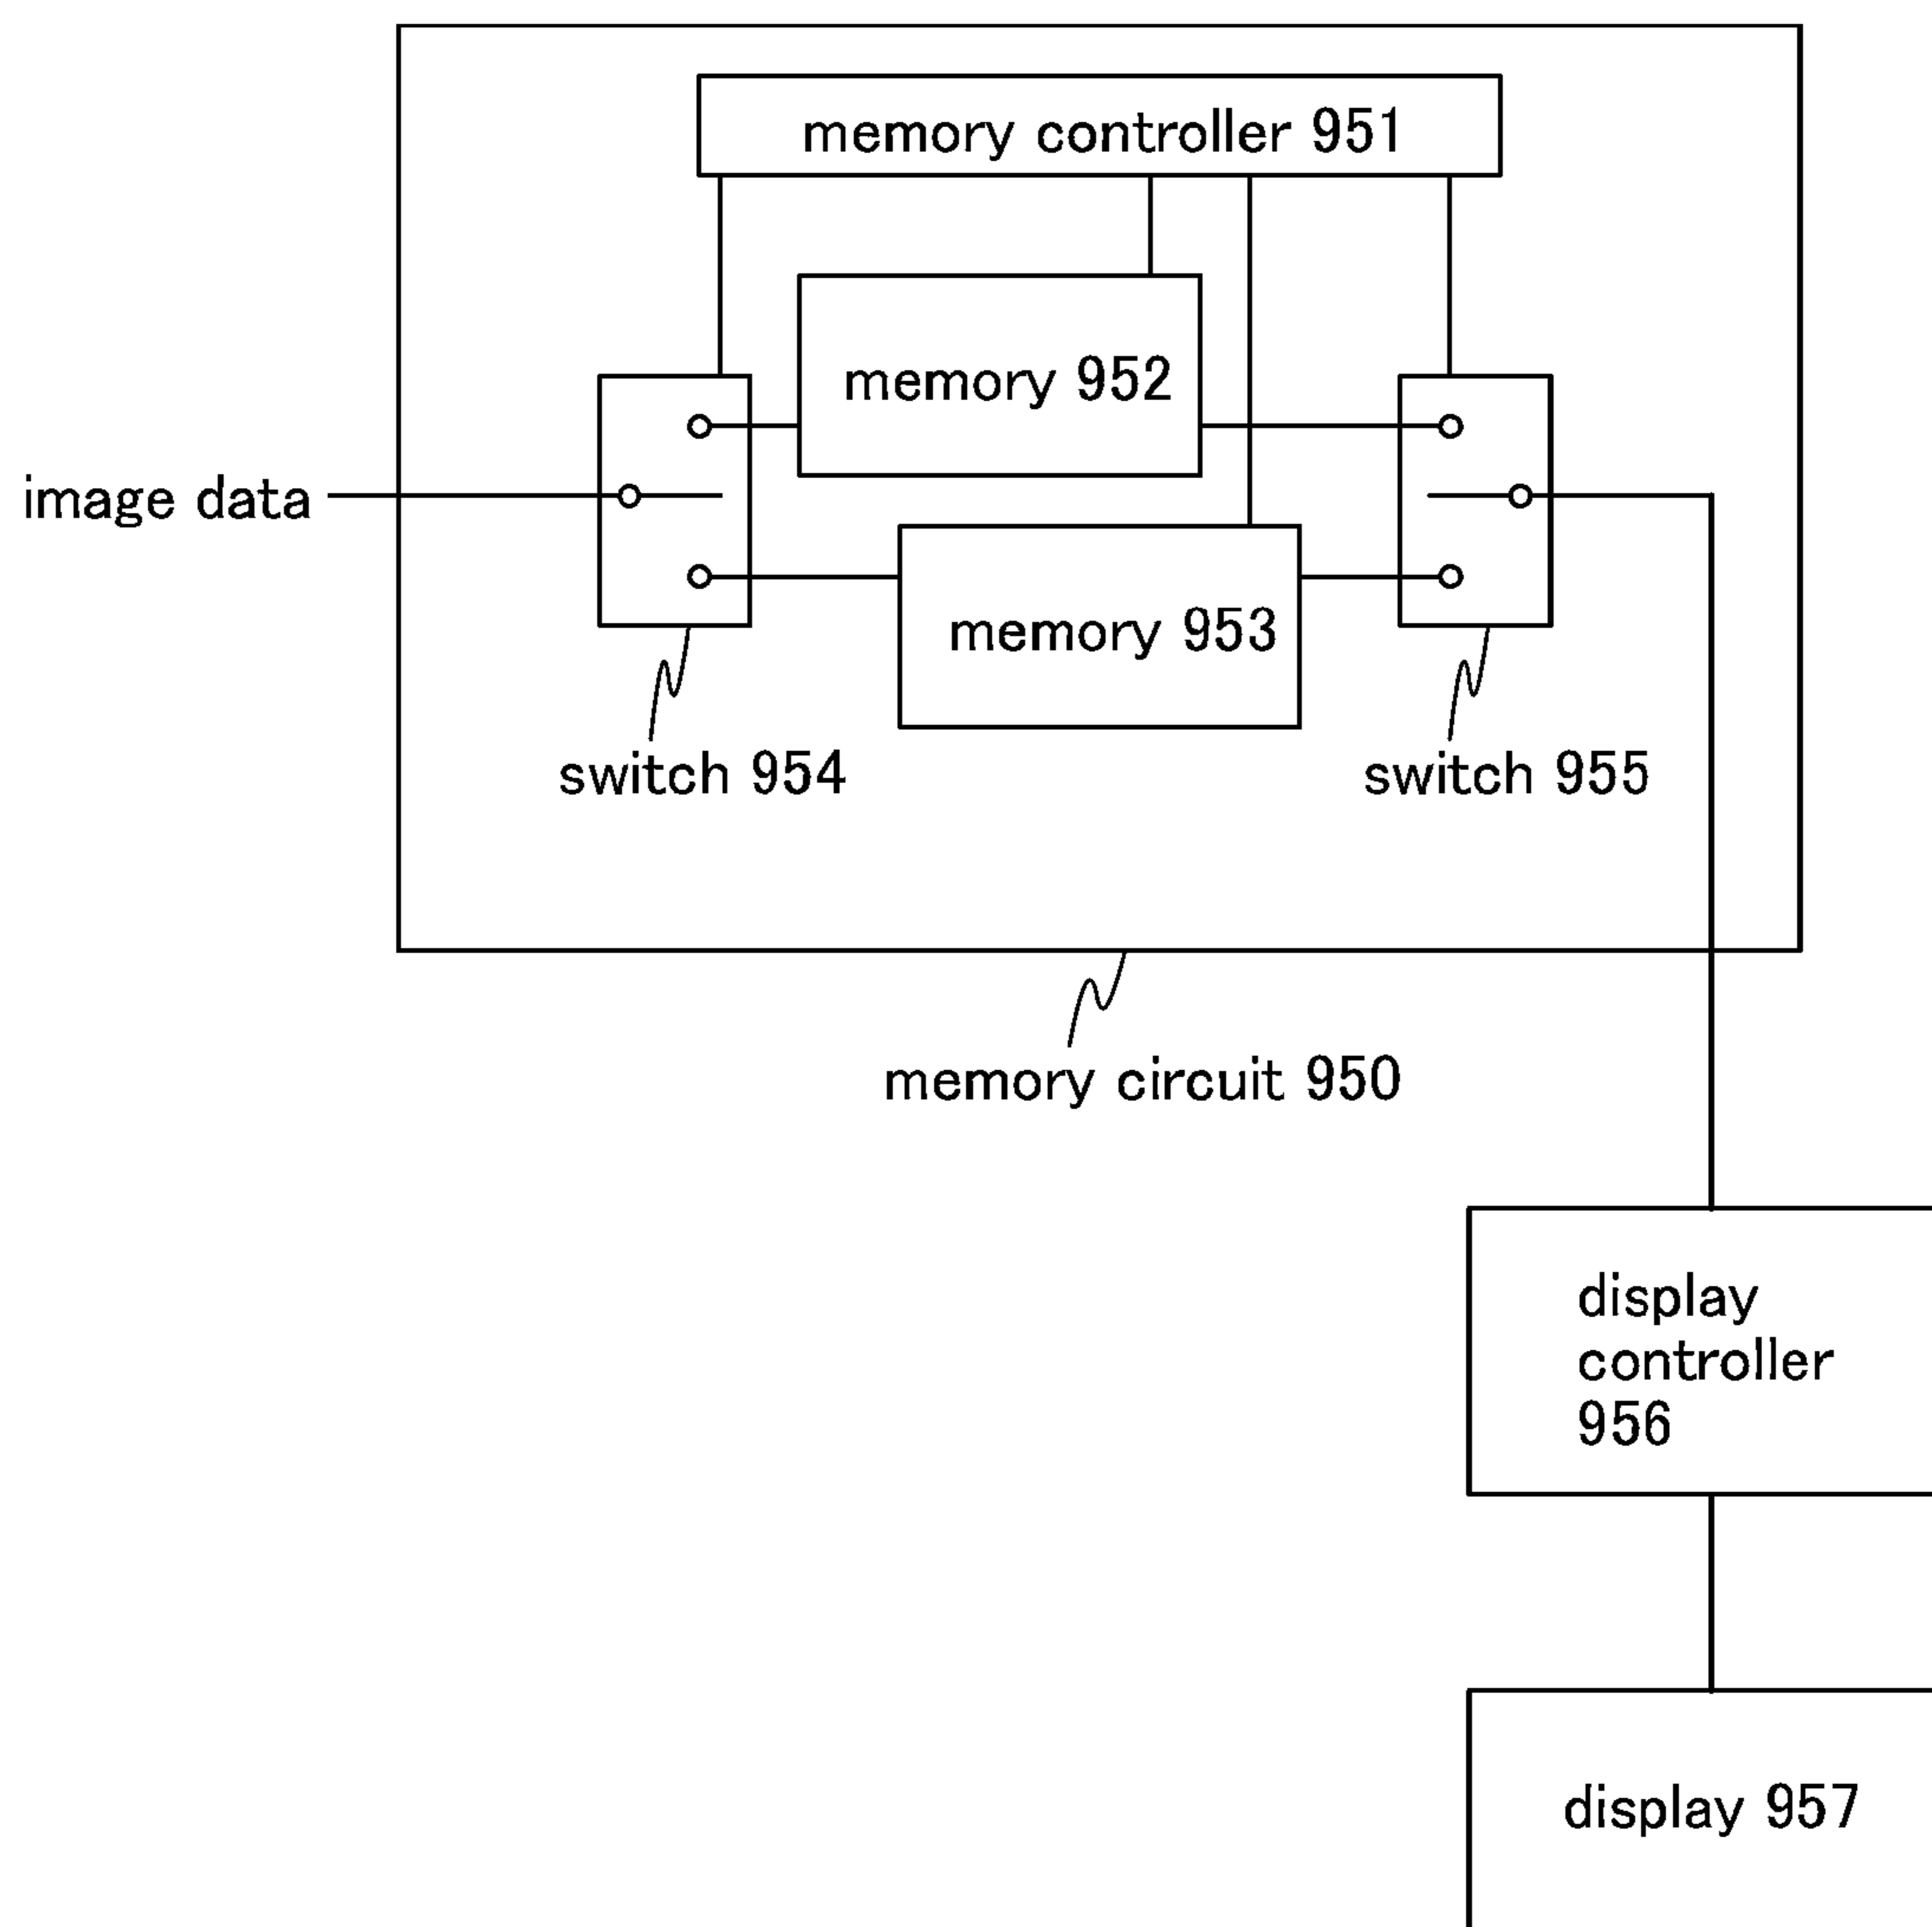 memory controller 951
memory 952
image data
memory 953
switch 954
switch 955
memory circuit 950
display
controller
956
display 957